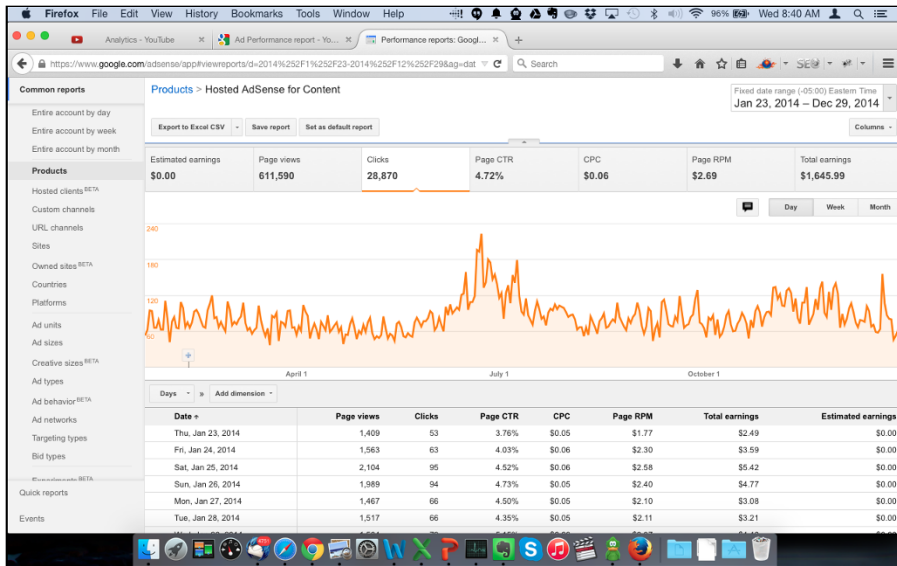 Firefox File Edit View History Bookmarks Tools Window Help 96% Wed 8:40 AM
Analytics - YouTube × Ad Performance report - Yo... × Performance reports: Googl... × +
https://www.google.com/adsense/app#viewreports/d=2014%252F1%252F23-2014%252F12%252F29&ag=dat Search
Common reports
Entire account by day
Entire account by week
Entire account by month
Products
Hosted clients BETA
Custom channels
URL channels
Sites
Owned sites BETA
Countries
Platforms
Ad units
Ad sizes
Creative sizes BETA
Ad types
Ad behavior BETA
Ad networks
Targeting types
Bid types
Quick reports
Events
Products > Hosted AdSense for Content
Fixed date range (-05:00) Eastern Time
Jan 23, 2014 – Dec 29, 2014
Export to Excel CSV Save report Set as default report Columns
Estimated earnings Page views Clicks Page CTR CPC Page RPM Total earnings
$0.00 611,590 28,870 4.72% $0.06 $2.69 $1,645.99
Day Week Month
240
180
120
60
April 1 July 1 October 1
Days » Add dimension
Date Page views Clicks Page CTR CPC Page RPM Total earnings Estimated earnings
Thu, Jan 23, 2014 1,409 53 3.76% $0.05 $1.77 $2.49 $0.00
Fri, Jan 24, 2014 1,563 63 4.03% $0.06 $2.30 $3.59 $0.00
Sat, Jan 25, 2014 2,104 95 4.52% $0.06 $2.58 $5.42 $0.00
Sun, Jan 26, 2014 1,989 94 4.73% $0.05 $2.40 $4.77 $0.00
Mon, Jan 27, 2014 1,467 66 4.50% $0.05 $2.10 $3.08 $0.00
Tue, Jan 28, 2014 1,517 66 4.35% $0.05 $2.11 $3.21 $0.00